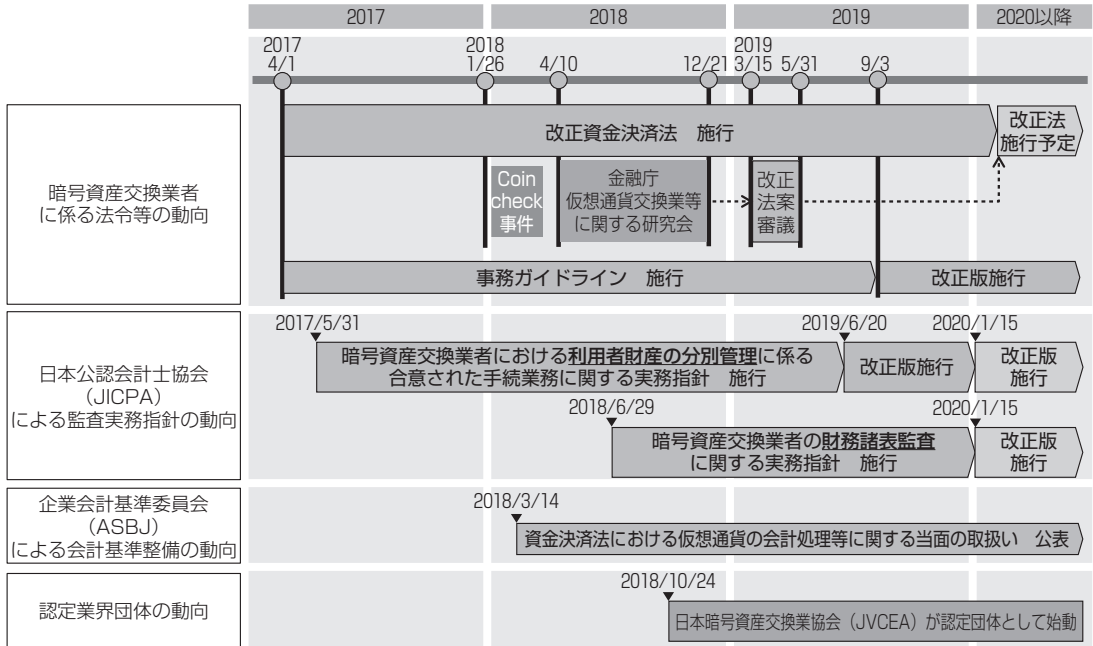 2017
2018
2019
2020以降
2017
4/1
2018
1/26
4/10
12/21
2019
3/15
5/31
9/3
暗号資産交換業者
に係る法令等の動向
改正資金決済法 施行
改正法
施行予定
Coin
check
事件
金融庁
仮想通貨交換業等
に関する研究会
改正
法案
審議
事務ガイドライン 施行
改正版施行
日本公認会計士協会
（JICPA）
による監査実務指針の動向
2017/5/31
2019/6/20
2020/1/15
暗号資産交換業者における利用者財産の分別管理に係る
合意された手続業務に関する実務指針 施行
改正版施行
改正版
施行
2018/6/29
2020/1/15
暗号資産交換業者の財務諸表監査
に関する実務指針 施行
改正版
施行
企業会計基準委員会
（ASBJ）
による会計基準整備の動向
2018/3/14
資金決済法における仮想通貨の会計処理等に関する当面の取扱い 公表
認定業界団体の動向
2018/10/24
日本暗号資産交換業協会（JVCEA）が認定団体として始動